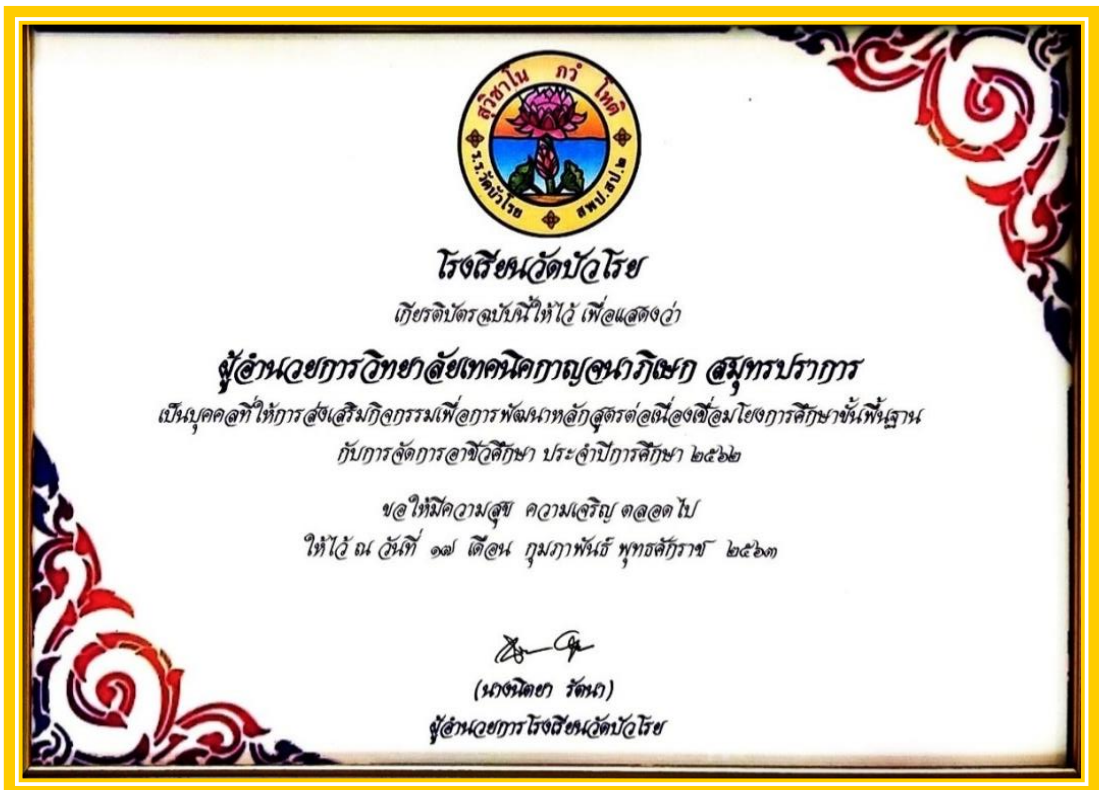 สุวิชาโน ภวํ โหติ
ร.ร.วัดบัวโรย สพป.สป.๒
โรงเรียนวัดบัวโรย
เกียรติบัตรฉบับนี้ให้ไว้ เพื่อแสดงว่า
ผู้อำนวยการวิทยาลัยเทคนิคกาญจนาภิเษก สมุทรปราการ
เป็นบุคคลที่ให้การส่งเสริมกิจกรรมเพื่อการพัฒนาหลักสูตรต่อเนื่องเชื่อมโยงการศึกษาขั้นพื้นฐาน
กับการจัดการอาชีวศึกษา ประจำปีการศึกษา ๒๕๖๒
ขอให้มีความสุข ความเจริญ ตลอดไป
ให้ไว้ ณ วันที่ ๑๗ เดือน กุมภาพันธ์ พุทธศักราช ๒๕๖๓
(นางนิตยา รัตนา)
ผู้อำนวยการโรงเรียนวัดบัวโรย